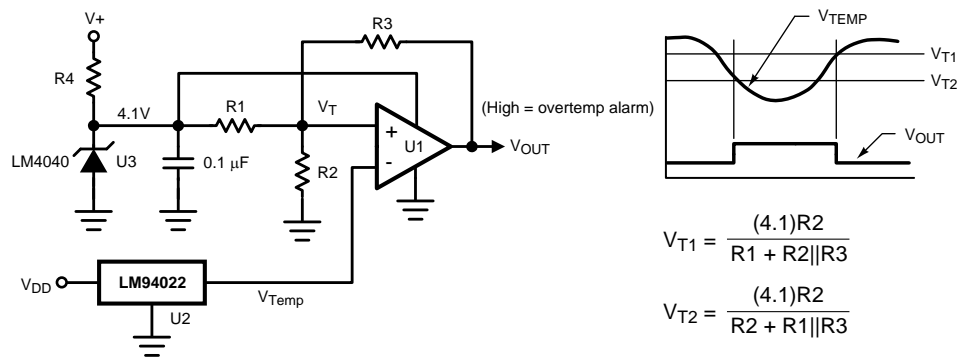 V+
R4
R3
4.1V
R1
VT
R2
LM4040
U3
0.1 μF
+
-
U1
(High = overtemp alarm)
VOUT
VDD
LM94022
U2
VTemp
VTEMP
VT1
VT2
VOUT
VT1 = (4.1)R2 / R1 + R2||R3
VT2 = (4.1)R2 / R2 + R1||R3